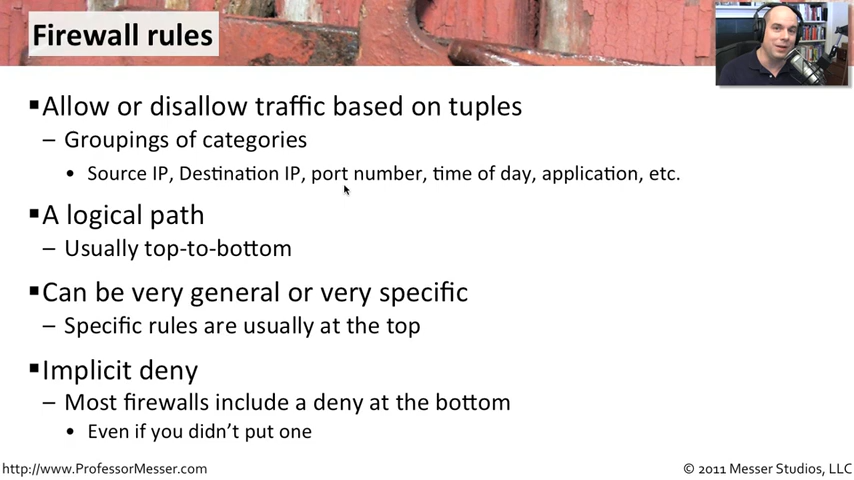 Firewall rules
▪Allow or disallow traffic based on tuples
– Groupings of categories
• Source IP, Destination IP, port number, time of day, application, etc.
▪A logical path
– Usually top-to-bottom
▪Can be very general or very specific
– Specific rules are usually at the top
▪Implicit deny
– Most firewalls include a deny at the bottom
• Even if you didn't put one
http://www.ProfessorMesser.com
© 2011 Messer Studios, LLC